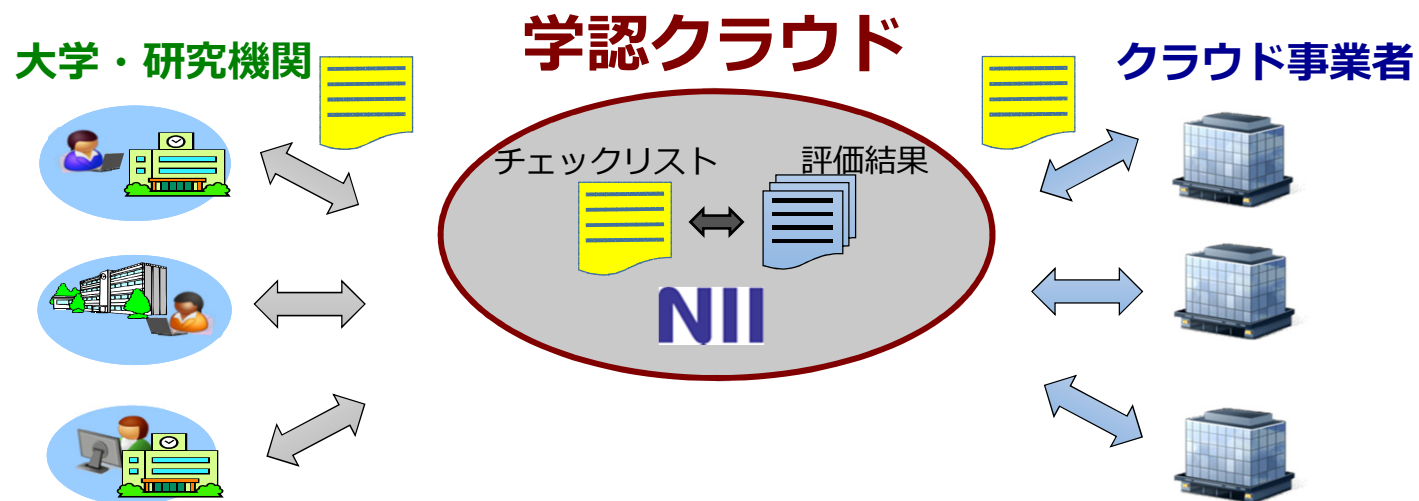 学認クラウド
大学・研究機関
クラウド事業者
チェックリスト
評価結果
NII